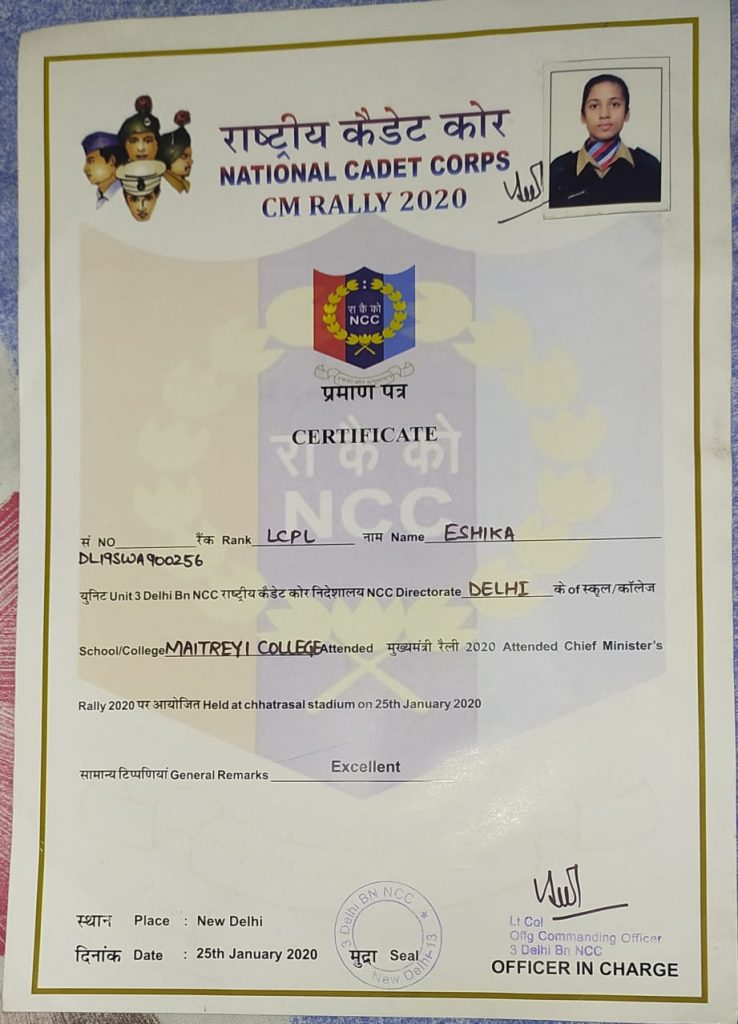 राष्ट्रीय कैडेट कोर
NATIONAL CADET CORPS
CM RALLY 2020
रा कै को
NCC
प्रमाण पत्र
CERTIFICATE
रा कै को
NCC
सं NO रैंक Rank LCPL नाम Name ESHIKA
DL19SWA900256
युनिट Unit 3 Delhi Bn NCC राष्ट्रीय कैडेट कोर निदेशालय NCC Directorate DELHI के of स्कूल/कॉलेज
School/College MAITREYI COLLEGE Attended मुख्यमंत्री रैली 2020 Attended Chief Minister's
Rally 2020 पर आयोजित Held at chhatrasal stadium on 25th January 2020
सामान्य टिप्पणियां General Remarks Excellent
स्थान Place : New Delhi
दिनांक Date : 25th January 2020 मुद्रा Seal
3 Delhi BN NCC
New Delhi-13
Lt Col
Offg Commanding Officer
3 Delhi Bn NCC
OFFICER IN CHARGE